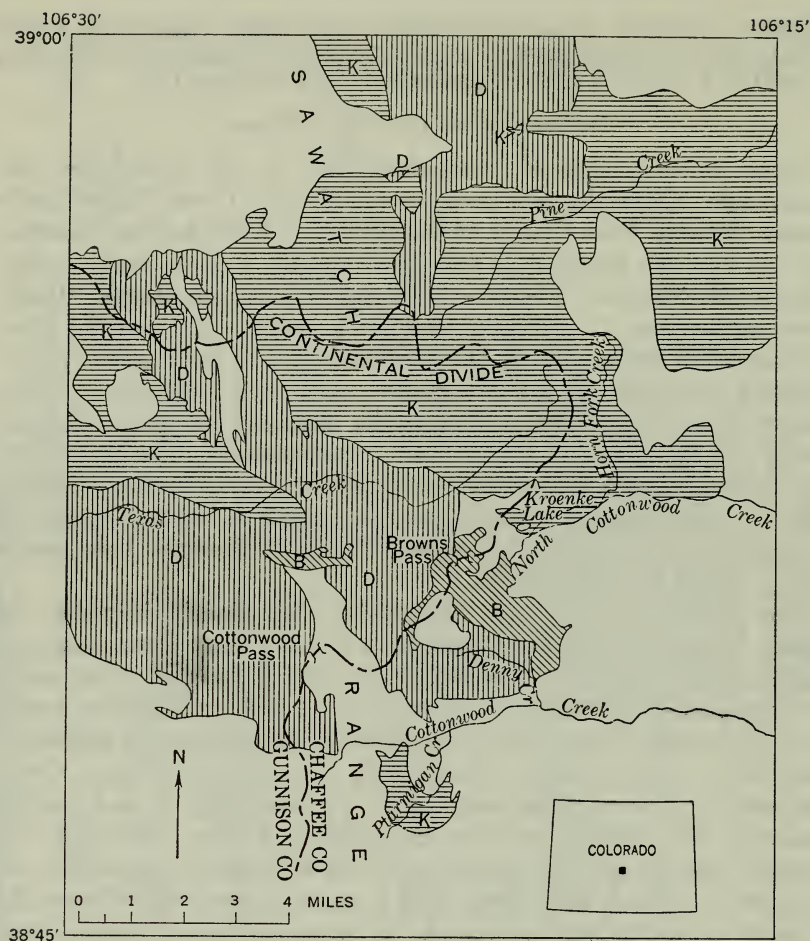 106°30'
106°15'
39°00'
K
D
SAWATCH
K
D
Pine Creek
K
K
K
D
CONTINENTAL DIVIDE
K
Horn Fork Creek
K
Texas Creek
Kroenke
Lake
North Cottonwood Creek
Browns
Pass
B
D
D
B
Cottonwood
Pass
Denny Cr
RANGE
Cottonwood Creek
N
GUNNISON CO
CHAFFEE CO
Ptarmigan Cr
K
COLORADO
0 1 2 3 4 MILES
38°45'